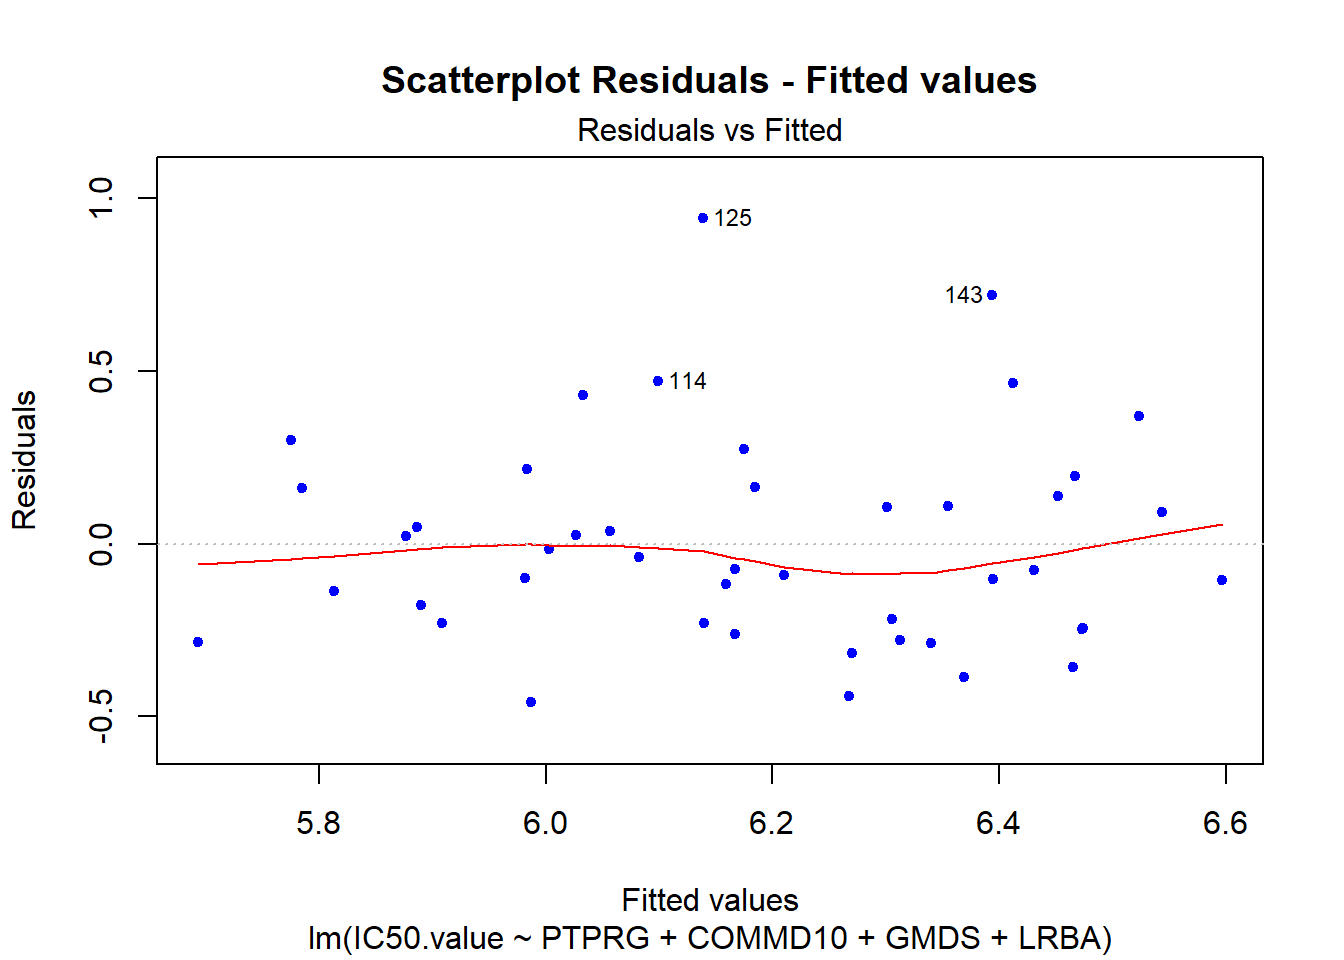 Scatterplot Residuals - Fitted values
Residuals vs Fitted
Residuals
1.0
0.5
0.0
-0.5
125
143
114
5.8 6.0 6.2 6.4 6.6
Fitted values
lm(IC50.value ~ PTPRG + COMMD10 + GMDS + LRBA)